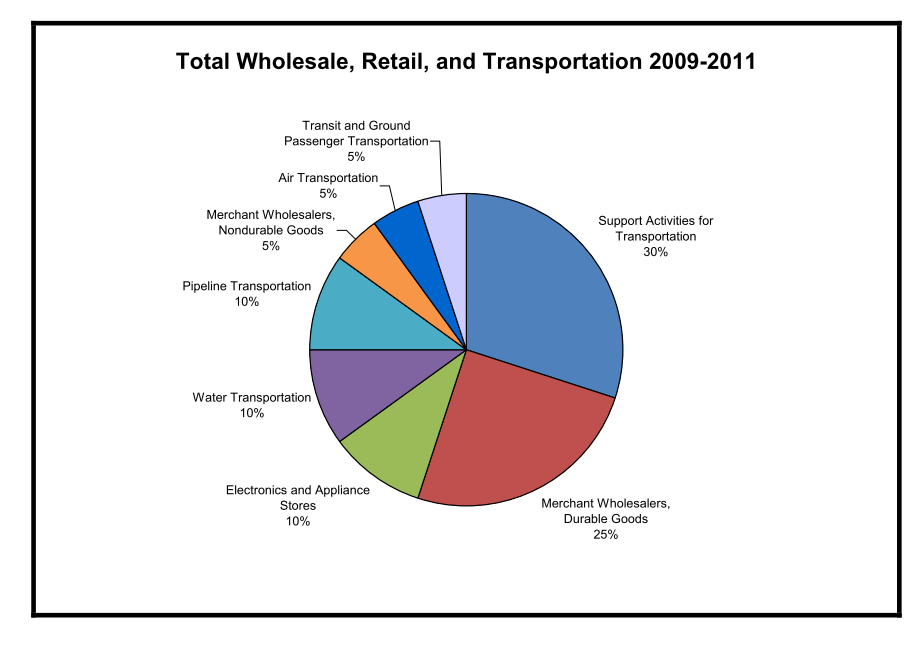 Total Wholesale, Retail, and Transportation 2009-2011
Transit and Ground
Passenger Transportation
5%
Air Transportation
5%
Merchant Wholesalers,
Nondurable Goods
5%
Pipeline Transportation
10%
Water Transportation
10%
Electronics and Appliance
Stores
10%
Support Activities for
Transportation
30%
Merchant Wholesalers,
Durable Goods
25%